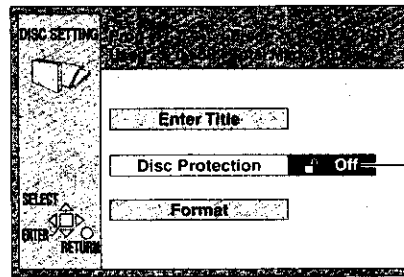 DISC SETTING
Enter Title
Disc Protection
Off
Format
SELECT
ENTER
RETURN